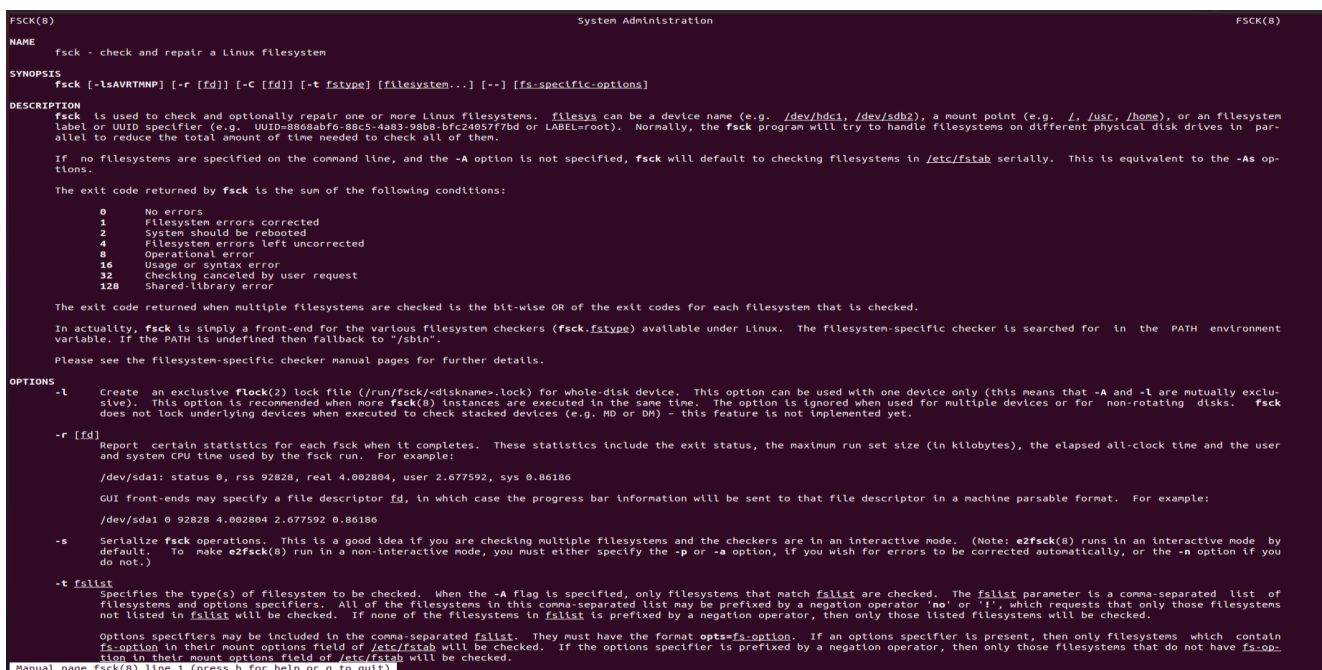 FSCK(8) System Administration FSCK(8)
NAME
fsck - check and repair a Linux filesystem
SYNOPSIS
fsck [-lsAVRTMNP] [-r [fd]] [-C [fd]] [-t fstype] [filesystem...] [--] [fs-specific-options]
DESCRIPTION
fsck is used to check and optionally repair one or more Linux filesystems. filesys can be a device name (e.g. /dev/hdc1, /dev/sdb2), a mount point (e.g. /, /usr, /home), or an filesystem
label or UUID specifier (e.g. UUID=8868abf6-88c5-4a83-98b8-bfc24057f7bd or LABEL=root). Normally, the fsck program will try to handle filesystems on different physical disk drives in par-
allel to reduce the total amount of time needed to check all of them.
If no filesystems are specified on the command line, and the -A option is not specified, fsck will default to checking filesystems in /etc/fstab serially. This is equivalent to the -As op-
tions.
The exit code returned by fsck is the sum of the following conditions:
0 No errors
1 Filesystem errors corrected
2 System should be rebooted
4 Filesystem errors left uncorrected
8 Operational error
16 Usage or syntax error
32 Checking canceled by user request
128 Shared-library error
The exit code returned when multiple filesystems are checked is the bit-wise OR of the exit codes for each filesystem that is checked.
In actuality, fsck is simply a front-end for the various filesystem checkers (fsck.fstype) available under Linux. The filesystem-specific checker is searched for in the PATH environment
variable. If the PATH is undefined then fallback to "/sbin".
Please see the filesystem-specific checker manual pages for further details.
OPTIONS
-l Create an exclusive flock(2) lock file (/run/fsck/<diskname>.lock) for whole-disk device. This option can be used with one device only (this means that -A and -l are mutually exclu-
sive). This option is recommended when more fsck(8) instances are executed in the same time. The option is ignored when used for multiple devices or for non-rotating disks. fsck
does not lock underlying devices when executed to check stacked devices (e.g. MD or DM) – this feature is not implemented yet.
-r [fd]
Report certain statistics for each fsck when it completes. These statistics include the exit status, the maximum run set size (in kilobytes), the elapsed all-clock time and the user
and system CPU time used by the fsck run. For example:
/dev/sda1: status 0, rss 92828, real 4.002804, user 2.677592, sys 0.86186
GUI front-ends may specify a file descriptor fd, in which case the progress bar information will be sent to that file descriptor in a machine parsable format. For example:
/dev/sda1 0 92828 4.002804 2.677592 0.86186
-s Serialize fsck operations. This is a good idea if you are checking multiple filesystems and the checkers are in an interactive mode. (Note: e2fsck(8) runs in an interactive mode by
default. To make e2fsck(8) run in a non-interactive mode, you must either specify the -p or -a option, if you wish for errors to be corrected automatically, or the -n option if you
do not.)
-t fslist
Specifies the type(s) of filesystem to be checked. When the -A flag is specified, only filesystems that match fslist are checked. The fslist parameter is a comma-separated list of
filesystems and options specifiers. All of the filesystems in this comma-separated list may be prefixed by a negation operator 'no' or '!', which requests that only those filesystems
not listed in fslist will be checked. If none of the filesystems in fslist is prefixed by a negation operator, then only those listed filesystems will be checked.
Options specifiers may be included in the comma-separated fslist. They must have the format opts=fs-option. If an options specifier is present, then only filesystems which contain
fs-option in their mount options field of /etc/fstab will be checked. If the options specifier is prefixed by a negation operator, then only those filesystems that do not have fs-op-
tion in their mount options field of /etc/fstab will be checked.
Manual page fsck(8) line 1 (press h for help or q to quit)